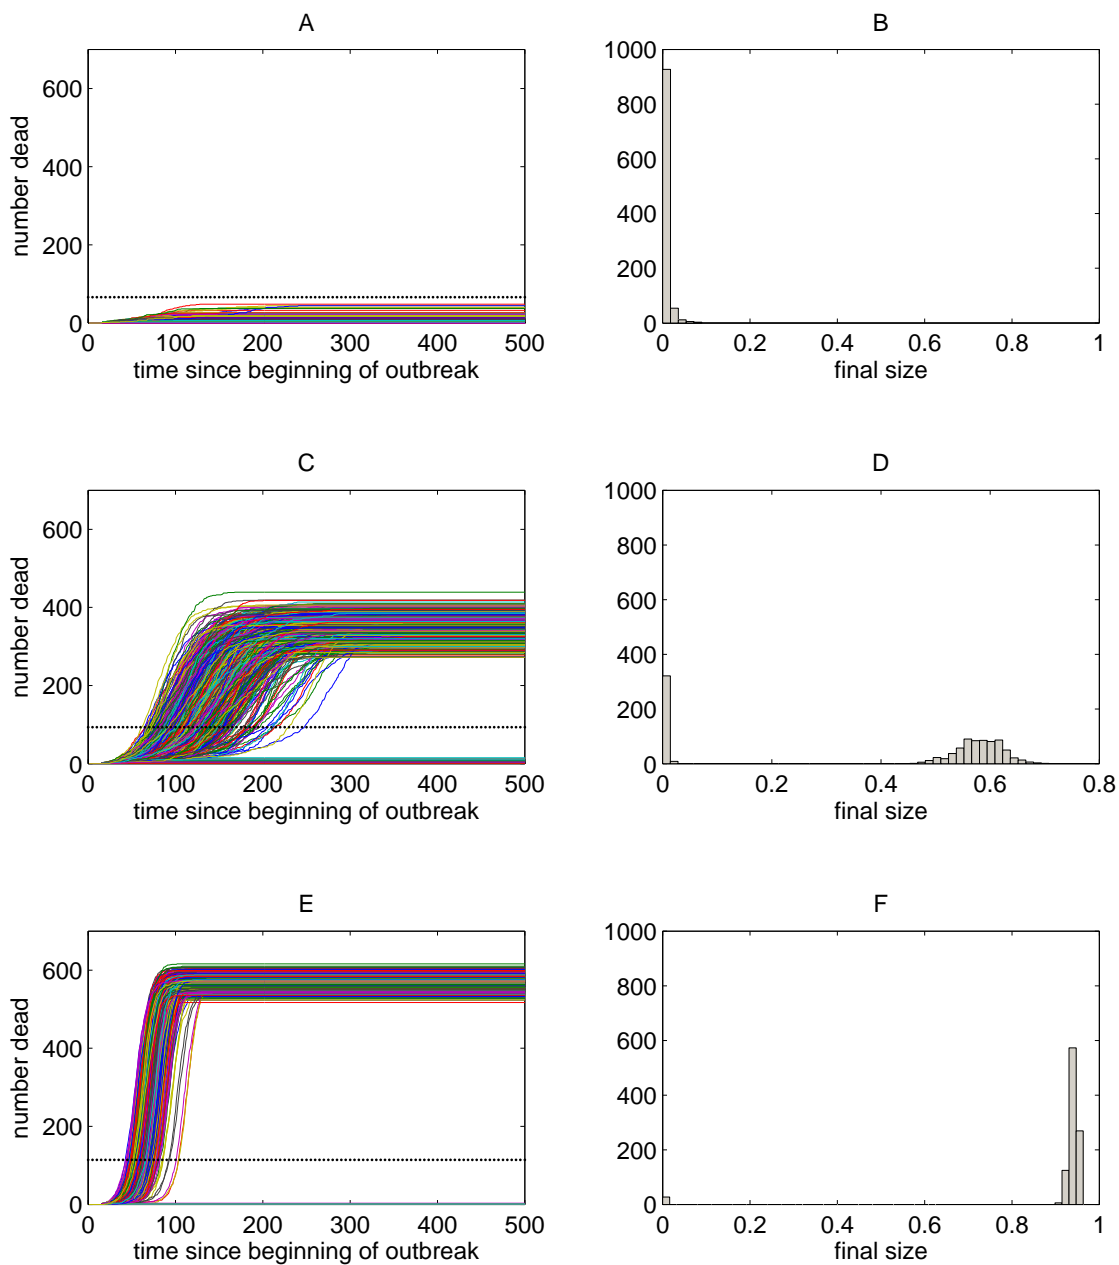 A
number dead
600
400
200
0
0 100 200 300 400 500
time since beginning of outbreak
B
1000
800
600
400
200
0
0 0.2 0.4 0.6 0.8 1
final size
C
number dead
600
400
200
0
0 100 200 300 400 500
time since beginning of outbreak
D
1000
800
600
400
200
0
0 0.2 0.4 0.6 0.8
final size
E
number dead
600
400
200
0
0 100 200 300 400 500
time since beginning of outbreak
F
1000
800
600
400
200
0
0 0.2 0.4 0.6 0.8 1
final size